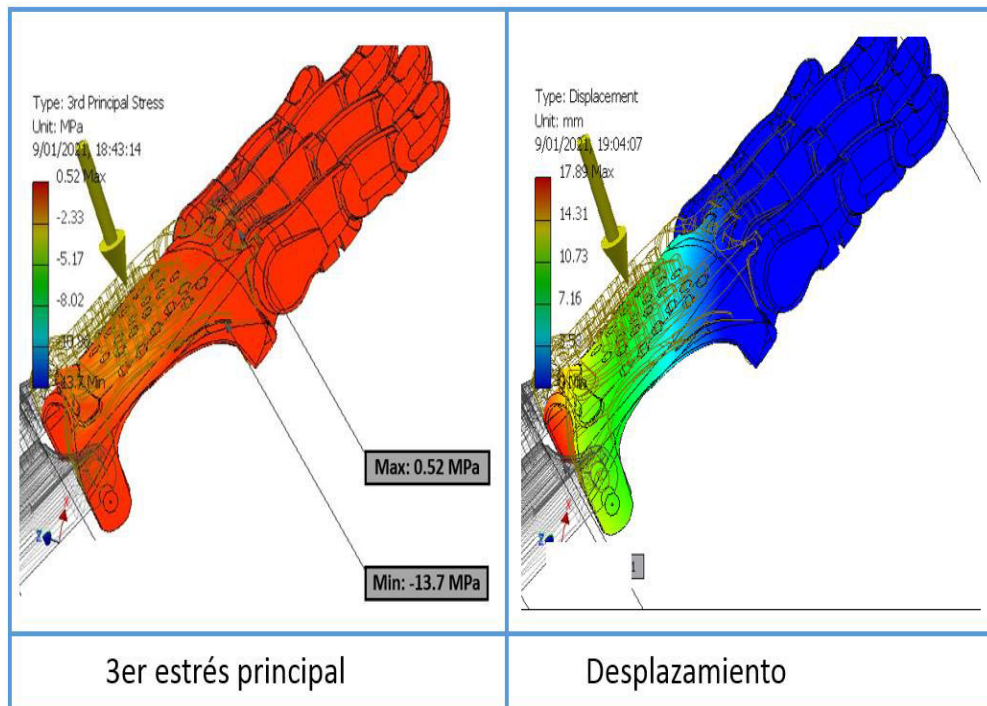 Type: 3rd Principal Stress
Unit: MPa
9/01/2021, 18:43:14
0.52 Max
-2.33
-5.17
-8.02
Max: 0.52 MPa
Min: -13.7 MPa
3er estrés principal
Type: Displacement
Unit: mm
9/01/2021, 19:04:07
17.89 Max
14.31
10.73
7.16
Min
Desplazamiento